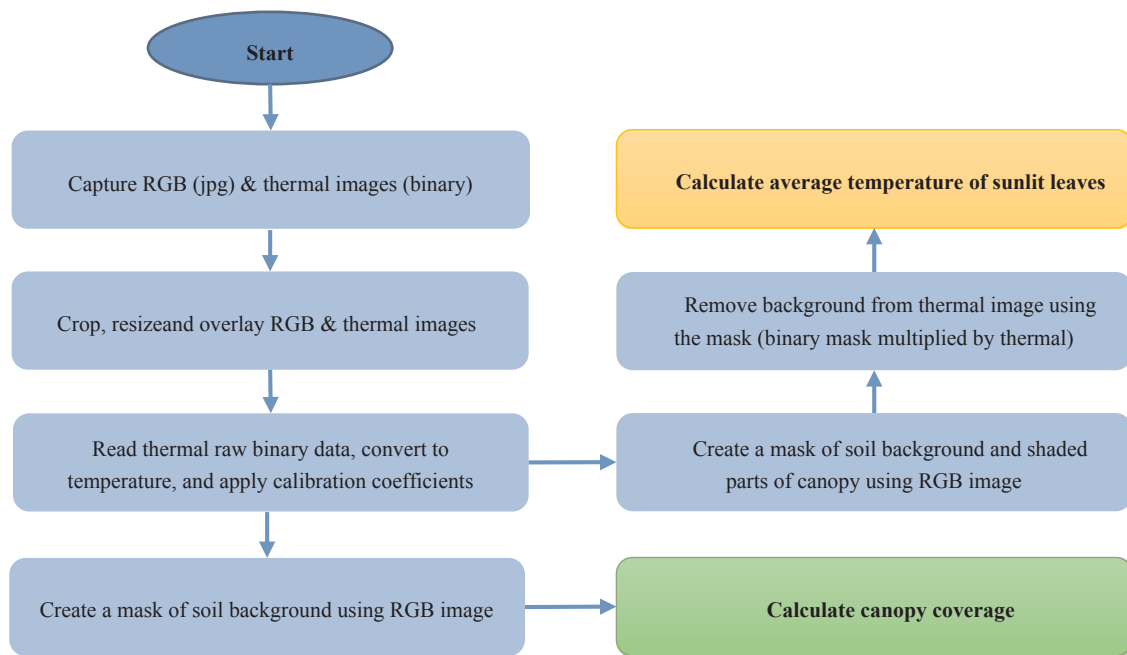 Start
Capture RGB (jpg) & thermal images (binary)
Crop, resizeand overlay RGB & thermal images
Read thermal raw binary data, convert to
temperature, and apply calibration coefficients
Create a mask of soil background using RGB image
Calculate average temperature of sunlit leaves
Remove background from thermal image using
the mask (binary mask multiplied by thermal)
Create a mask of soil background and shaded
parts of canopy using RGB image
Calculate canopy coverage